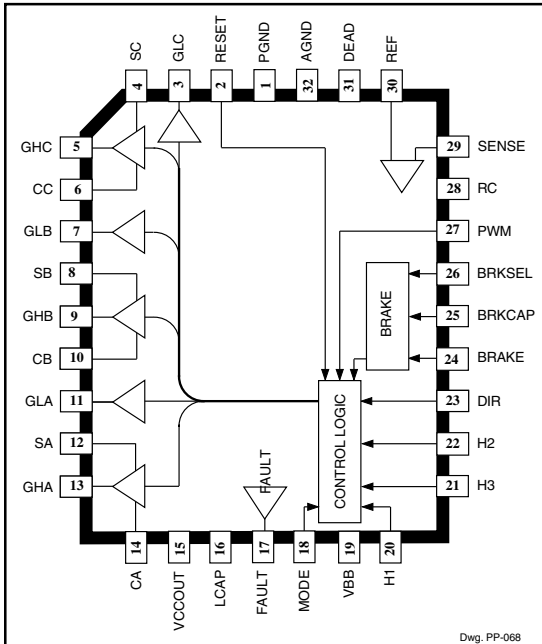 SC
GLC
RESET
PGND
AGND
DEAD
REF
4
3
2
1
32
31
30
GHC 5
CC 6
GLB 7
SB 8
GHB 9
CB 10
GLA 11
SA 12
GHA 13
29 SENSE
28 RC
27 PWM
26 BRKSEL
25 BRKCAP
24 BRAKE
23 DIR
22 H2
21 H3
BRAKE
CONTROL LOGIC
FAULT
14
15
16
17
18
19
20
CA
VCCOUT
LCAP
FAULT
MODE
VBB
H1
Dwg. PP-068